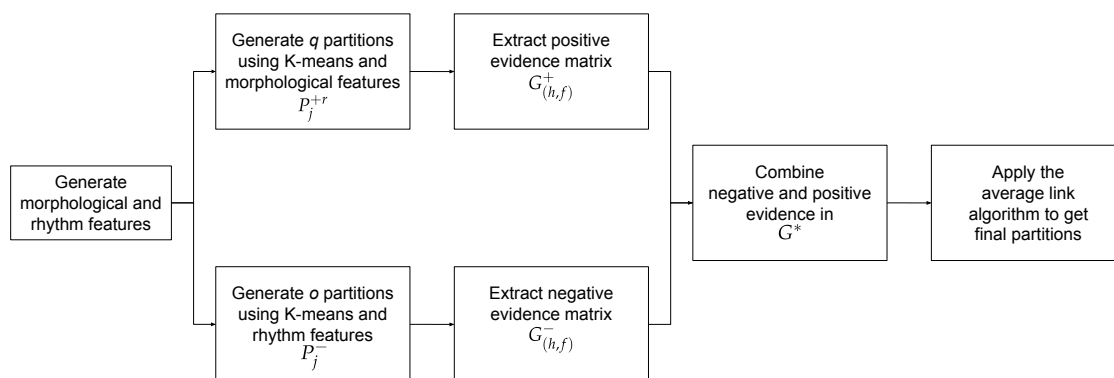 Generate
morphological and
rhythm features
Generate q partitions
using K-means and
morphological features
P_j^{+r}
Extract positive
evidence matrix
G_{(h,f)}^+
Generate o partitions
using K-means and
rhythm features
P_j^-
Extract negative
evidence matrix
G_{(h,f)}^-
Combine
negative and positive
evidence in
G*
Apply the
average link
algorithm to get
final partitions